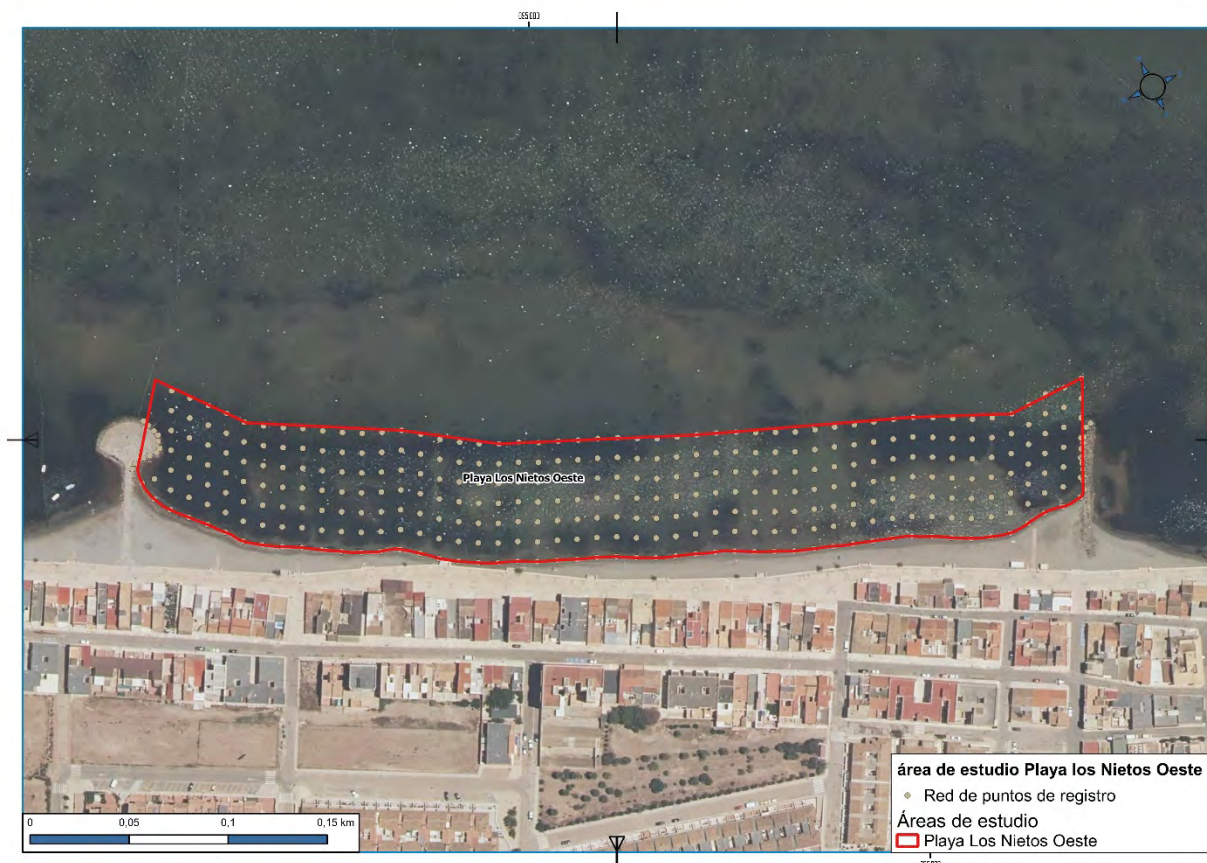 Playa Los Nietos Oeste
área de estudio Playa los Nietos Oeste
Red de puntos de registro
Áreas de estudio
Playa Los Nietos Oeste
0 0,05 0,1 0,15 km